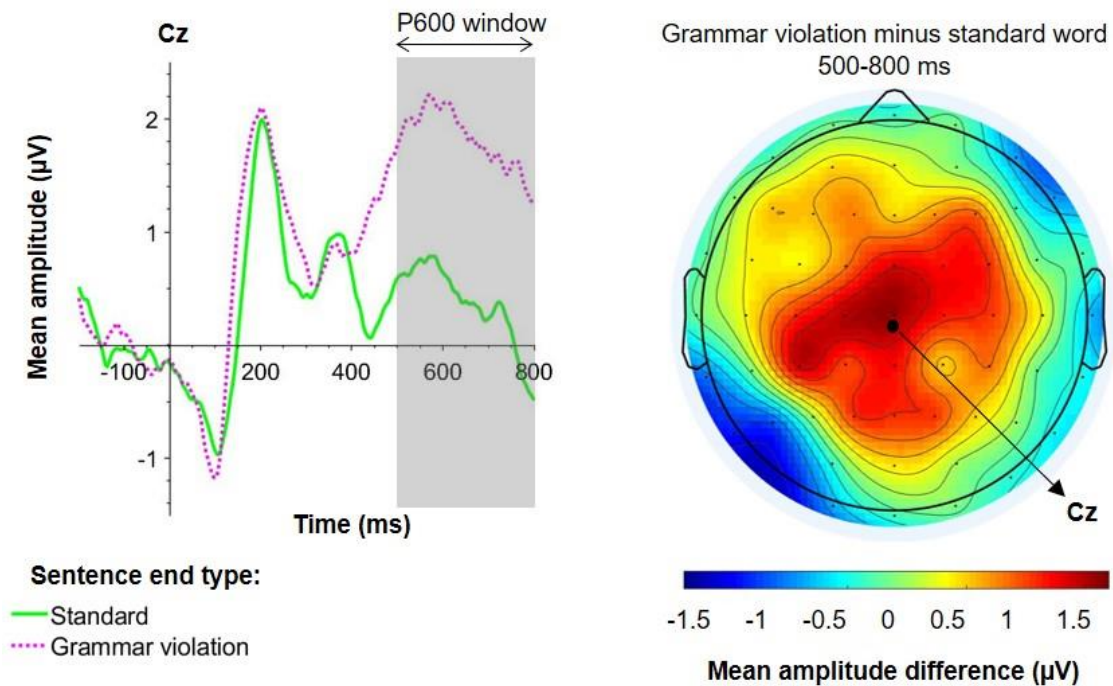 Cz
P600 window
Mean amplitude (µV)
2
1
-1
-100
200
400
600
800
Time (ms)
Sentence end type:
Standard
Grammar violation
Grammar violation minus standard word
500-800 ms
Cz
-1.5 -1 -0.5 0 0.5 1 1.5
Mean amplitude difference (µV)